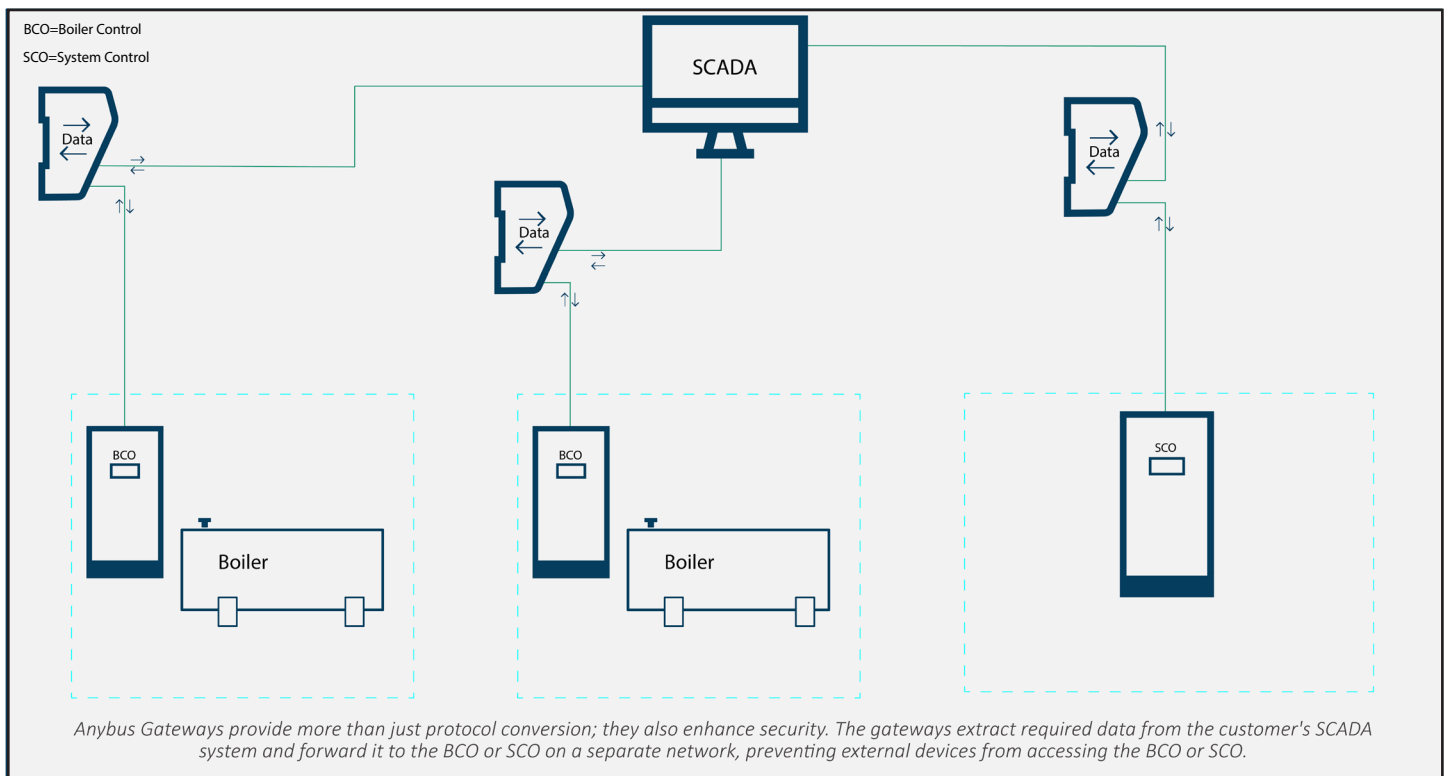 BCO=Boiler Control
SCO=System Control
SCADA
Data
Data
Data
BCO
Boiler
BCO
Boiler
SCO
Anybus Gateways provide more than just protocol conversion; they also enhance security. The gateways extract required data from the customer's SCADA
system and forward it to the BCO or SCO on a separate network, preventing external devices from accessing the BCO or SCO.